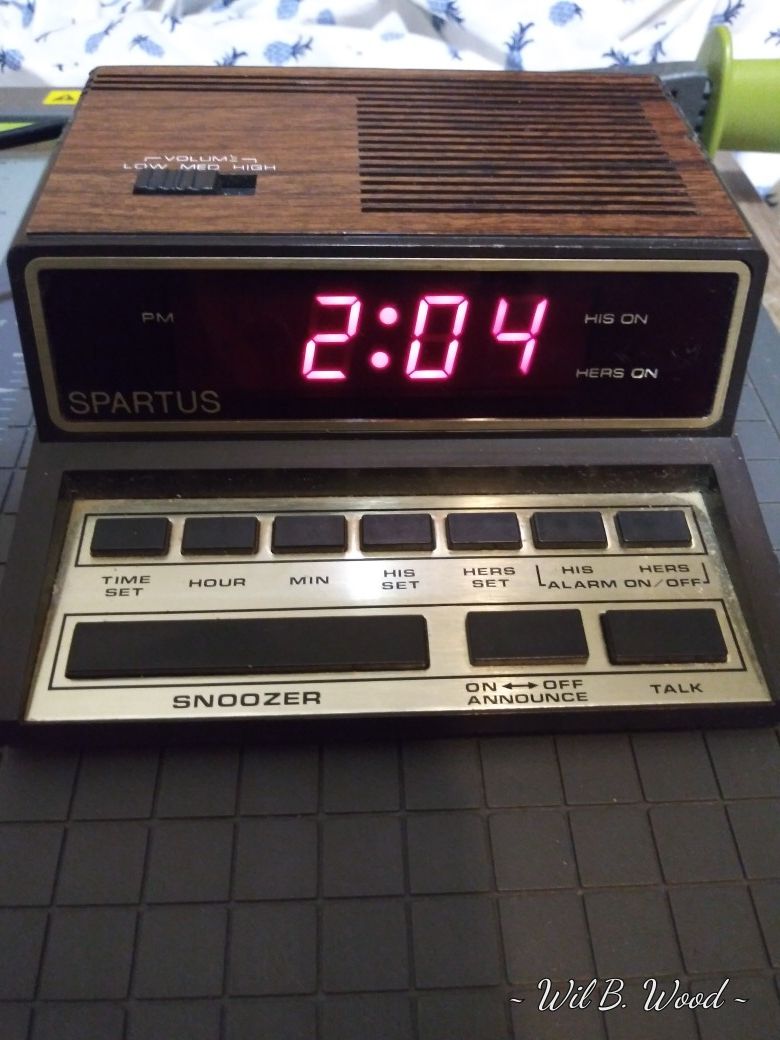 VOLUME
LOW MED HIGH
PM
2:04
HIS ON
HERS ON
SPARTUS
TIME
SET
HOUR
MIN
HIS
SET
HERS
SET
HIS HERS
ALARM ON/OFF
SNOOZER
ON ↔ OFF
ANNOUNCE
TALK
~ Wil B. Wood ~